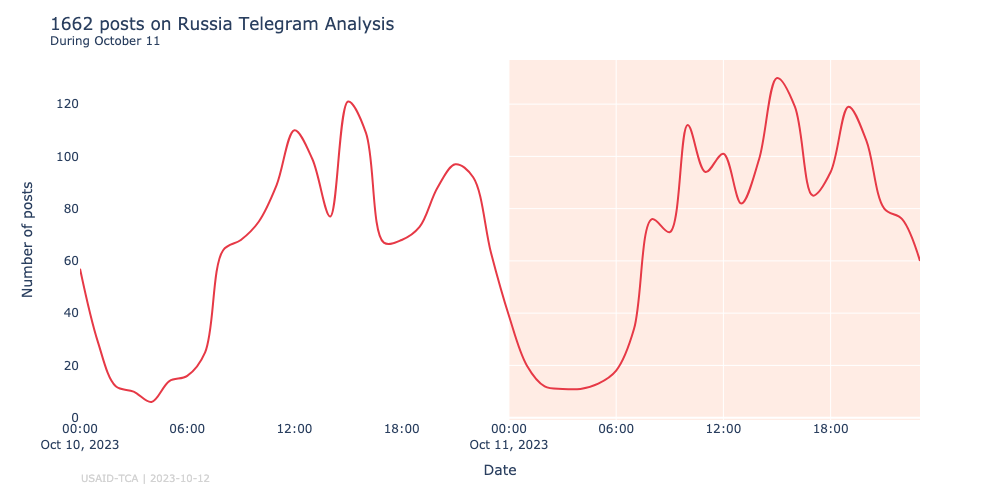 1662 posts on Russia Telegram Analysis
During October 11
Number of posts
120
100
80
60
40
20
0
00:00 06:00 12:00 18:00 00:00 06:00 12:00 18:00
Oct 10, 2023 Oct 11, 2023
Date
USAID-TCA | 2023-10-12